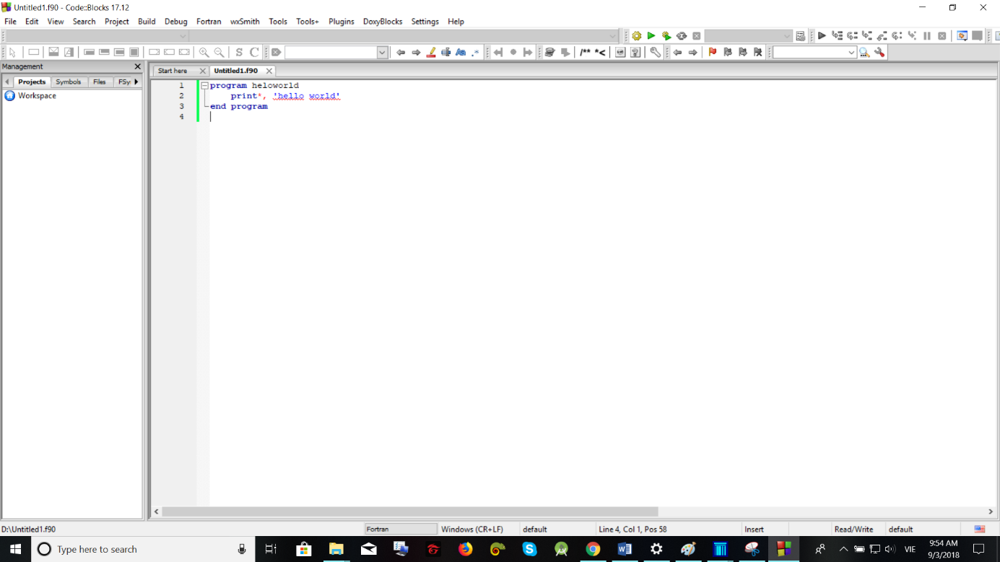 Untitled1.f90 - Code::Blocks 17.12
File Edit View Search Project Build Debug Fortran wxSmith Tools Tools+ Plugins DoxyBlocks Settings Help
S C /** *<
Management
Projects Symbols Files FSy
Workspace
Start here Untitled1.f90
1 program heloworld
2 print*, 'hello world'
3 end program
4
D:\Untitled1.f90 Fortran Windows (CR+LF) default Line 4, Col 1, Pos 58 Insert Read/Write default
Type here to search
VIE
9:54 AM
9/3/2018